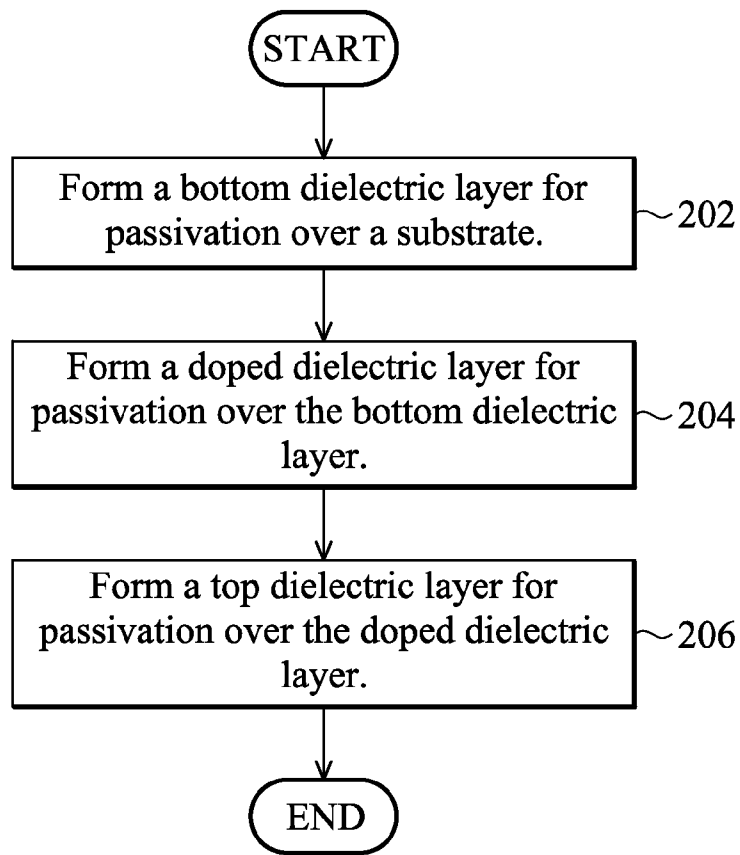 START
Form a bottom dielectric layer for
passivation over a substrate.
202
Form a doped dielectric layer for
passivation over the bottom dielectric
layer.
204
Form a top dielectric layer for
passivation over the doped dielectric
layer.
206
END